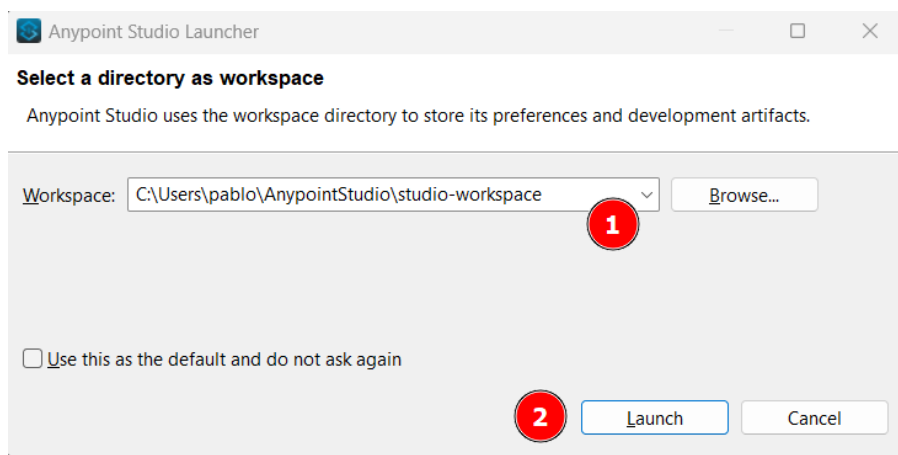 Anypoint Studio Launcher
Select a directory as workspace
Anypoint Studio uses the workspace directory to store its preferences and development artifacts.
Workspace: C:\Users\pablo\AnypointStudio\studio-workspace Browse...
1
Use this as the default and do not ask again
2 Launch Cancel